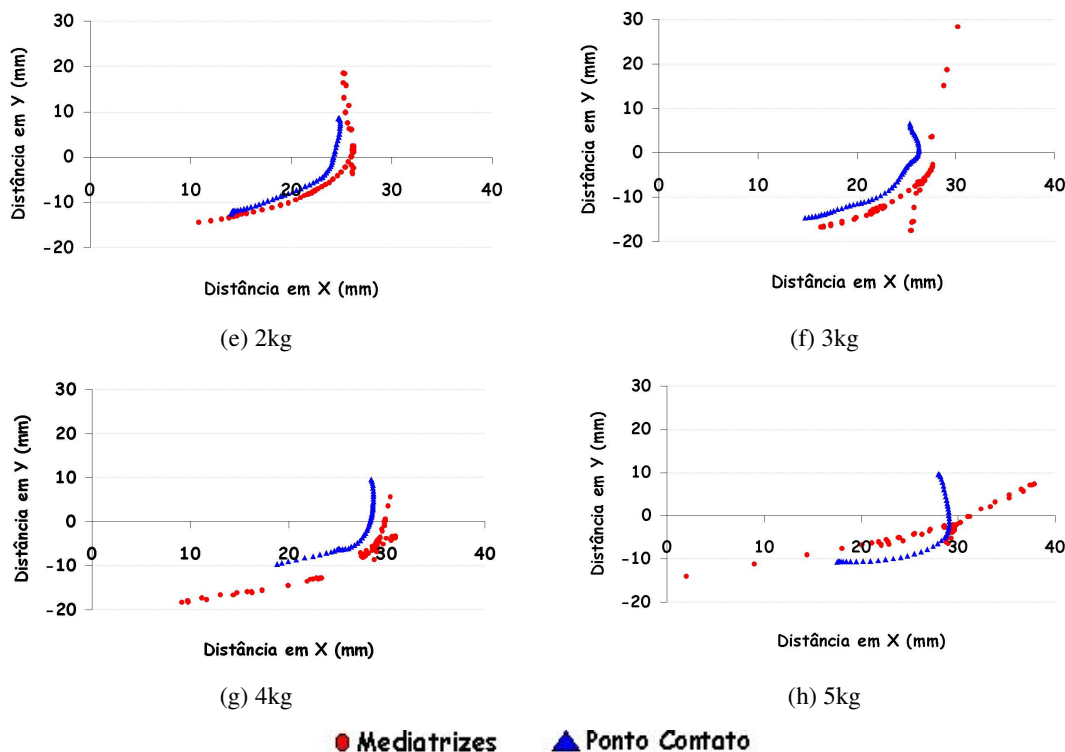 Distância em Y (mm)
30
20
10
0
-10
-20
0 10 20 30 40
Distância em X (mm)
(e) 2kg
Distância em Y (mm)
30
20
10
0
-10
-20
0 10 20 30 40
Distância em X (mm)
(f) 3kg
Distância em Y (mm)
30
20
10
0
-10
-20
0 10 20 30 40
Distância em X (mm)
(g) 4kg
Distância em Y (mm)
30
20
10
0
-10
-20
0 10 20 30 40
Distância em X (mm)
(h) 5kg
Mediatrizes Ponto Contato